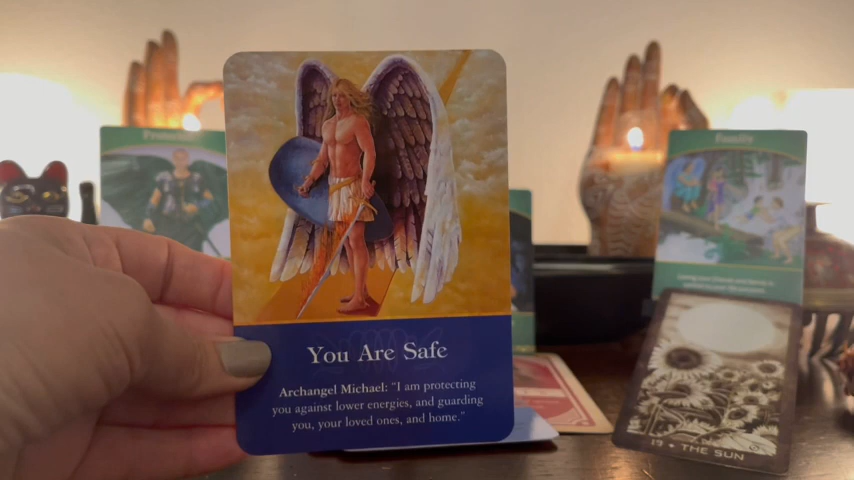 You Are Safe
Archangel Michael: "I am protecting
you against lower energies, and guarding
you, your loved ones, and home."
Family
19 • THE SUN